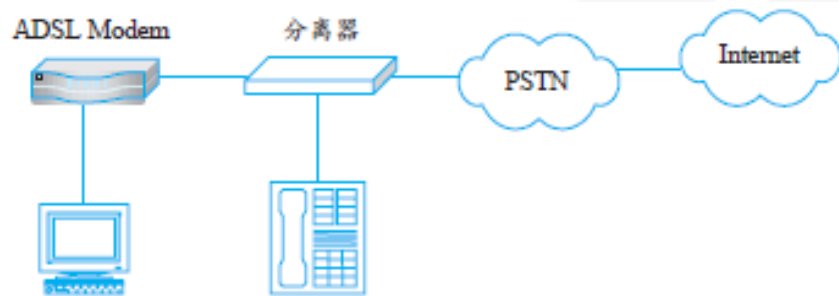 ADSL Modem
分离器
PSTN
Internet